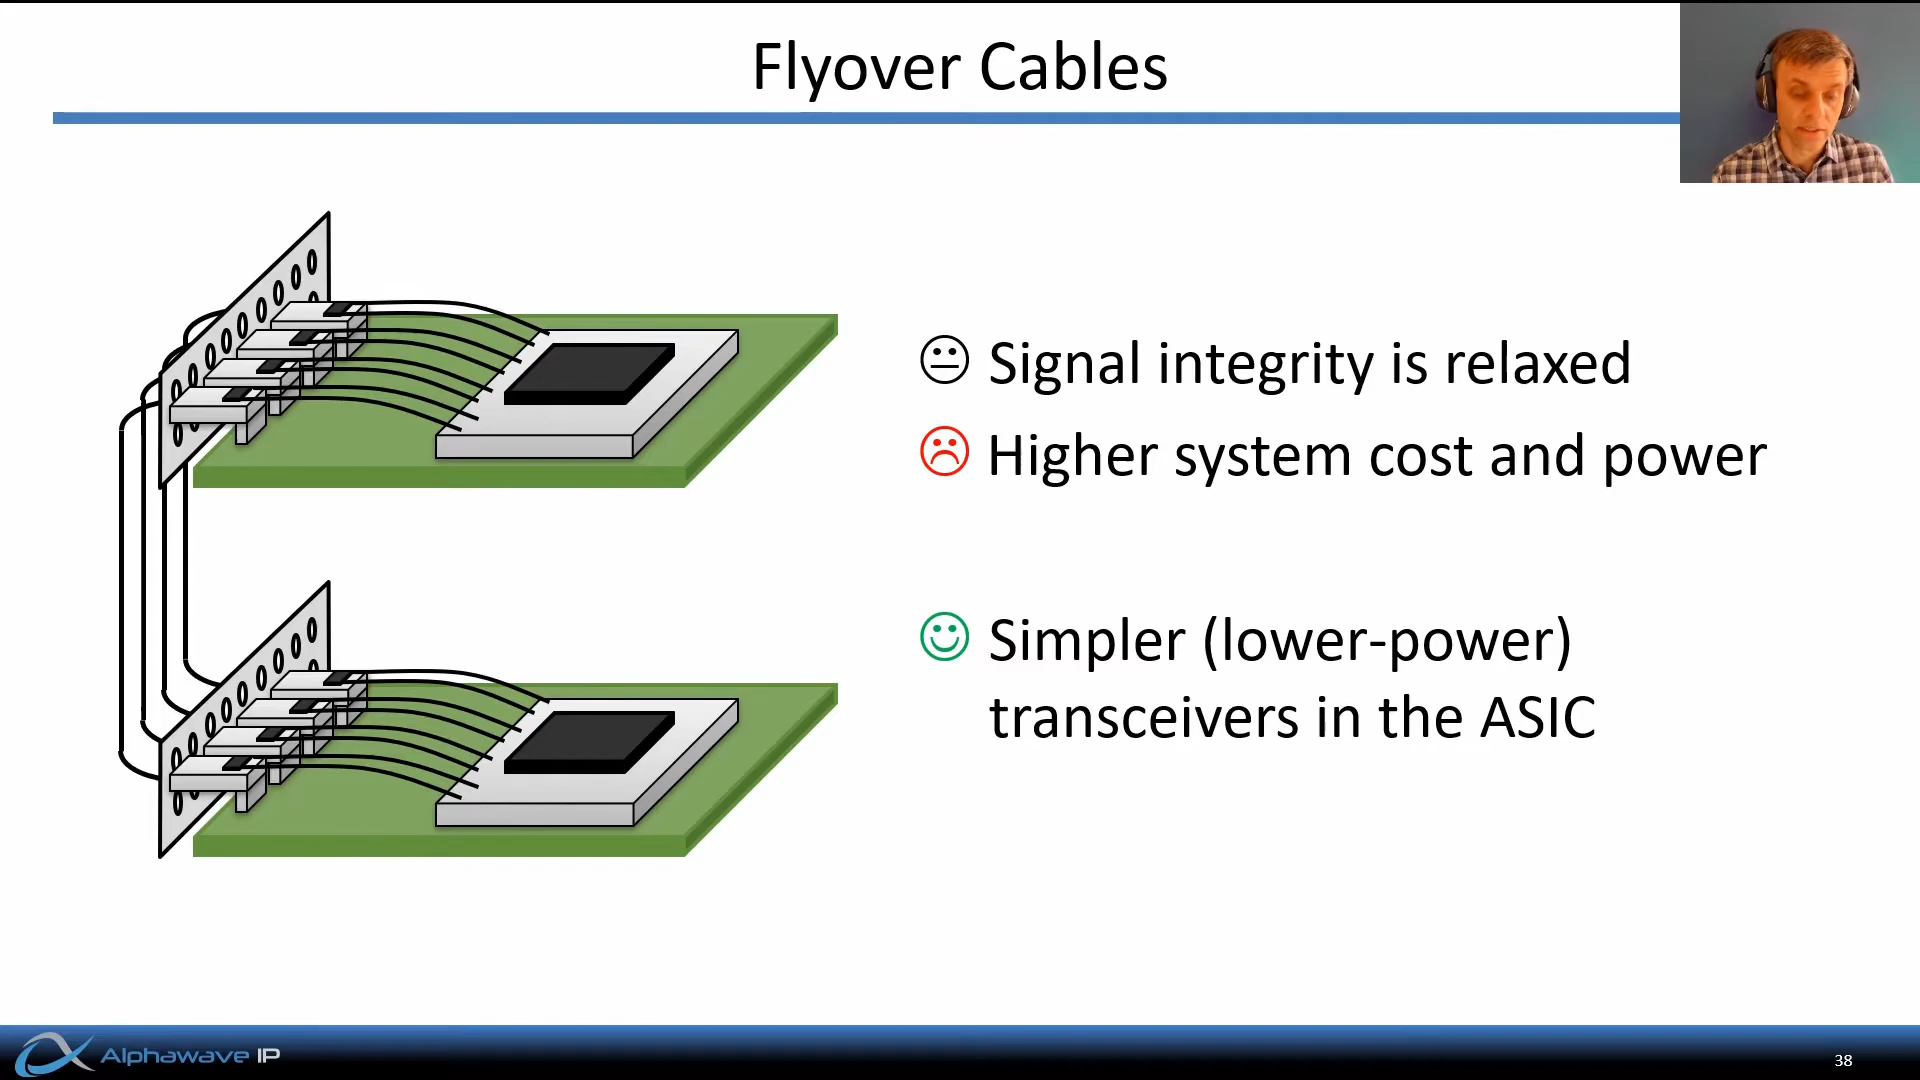 Flyover Cables
Signal integrity is relaxed
Higher system cost and power
Simpler (lower-power)
transceivers in the ASIC
Alphawave IP
38